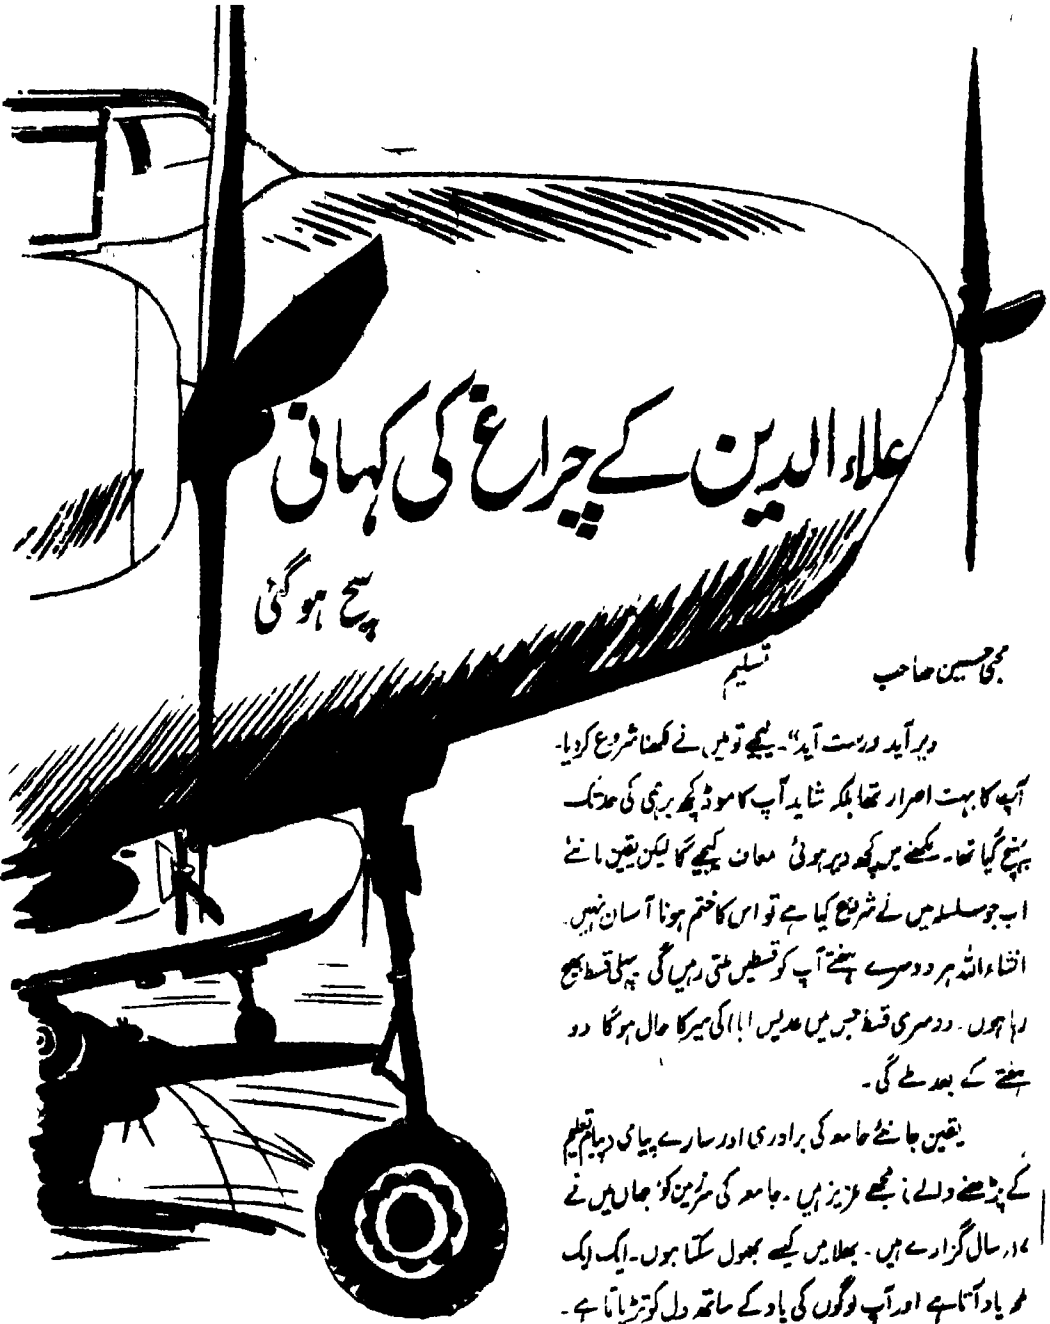 علاءالدین کے چراغ کی کہانی
سچ ہو گئی
محبی حسین صاحب تسلیم
دیر آید درست آید"۔ لیجیے تو میں نے لکھنا شروع کر دیا۔
آپ کا بہت اصرار تھا بلکہ شاید آپ کا موڈ کچھ برہمی کی حد تک
پہنچ گیا تھا۔ لکھنے میں کچھ دیر ہوئی معاف کیجیے گا لیکن یقین مانئے
اب جو سلسلہ میں نے شروع کیا ہے تو اس کا ختم ہونا آسان نہیں۔
انشاءاللہ ہر دوسرے ہفتے آپ کو قسطیں ملتی رہیں گی پہلی قسط بھیج
رہا ہوں۔ دوسری قسط جس میں عدیس ابابا کی سیر کا حال ہو گا دو
ہفتے کے بعد ملے گی۔
یقین جانئے جامعہ کی برادری اور سارے پیامی (پیام تعلیم
کے پڑھنے والے) مجھے عزیز ہیں۔ جامعہ کی سرزمین کو جہاں میں نے
۱۷ سال گزارے ہیں۔ بھلا میں کیسے بھول سکتا ہوں۔ ایک ایک
لمحہ یاد آتا ہے اور آپ لوگوں کی یاد کے ساتھ دل کو تڑپاتا ہے۔